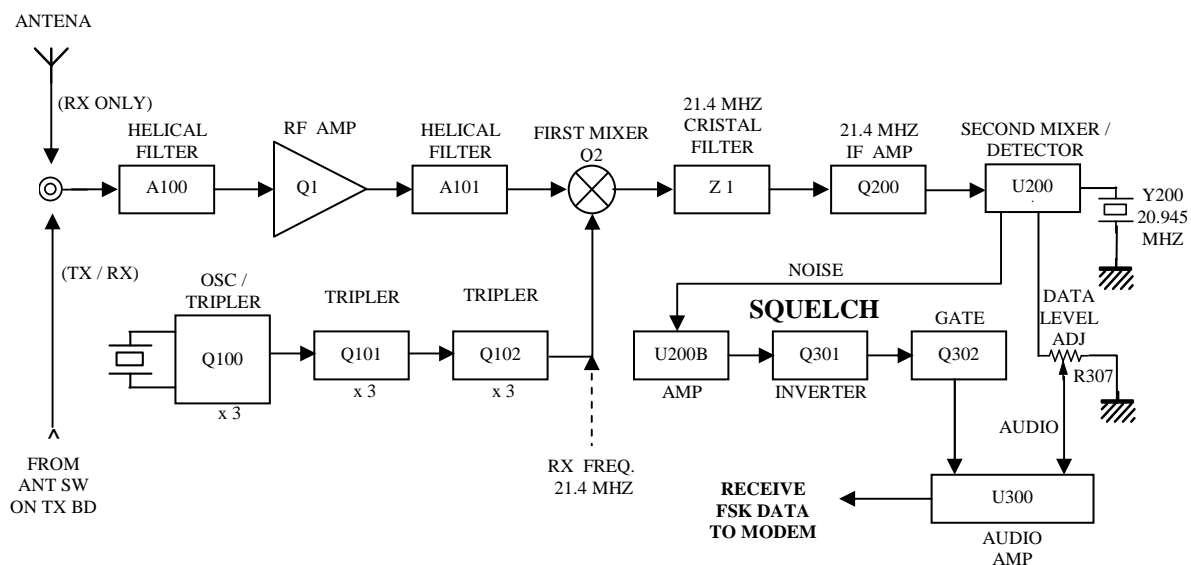 ANTENA
(RX ONLY)
HELICAL
FILTER
A100
RF AMP
Q1
HELICAL
FILTER
A101
FIRST MIXER
Q2
21.4 MHZ
CRISTAL
FILTER
Z 1
21.4 MHZ
IF AMP
Q200
SECOND MIXER /
DETECTOR
U200
Y200
20.945
MHZ
(TX / RX)
OSC /
TRIPLER
Q100
x 3
TRIPLER
Q101
x 3
TRIPLER
Q102
x 3
NOISE
SQUELCH
U200B
AMP
Q301
INVERTER
GATE
Q302
DATA
LEVEL
ADJ
R307
AUDIO
FROM
ANT SW
ON TX BD
RX FREQ.
21.4 MHZ
RECEIVE
FSK DATA
TO MODEM
U300
AUDIO
AMP